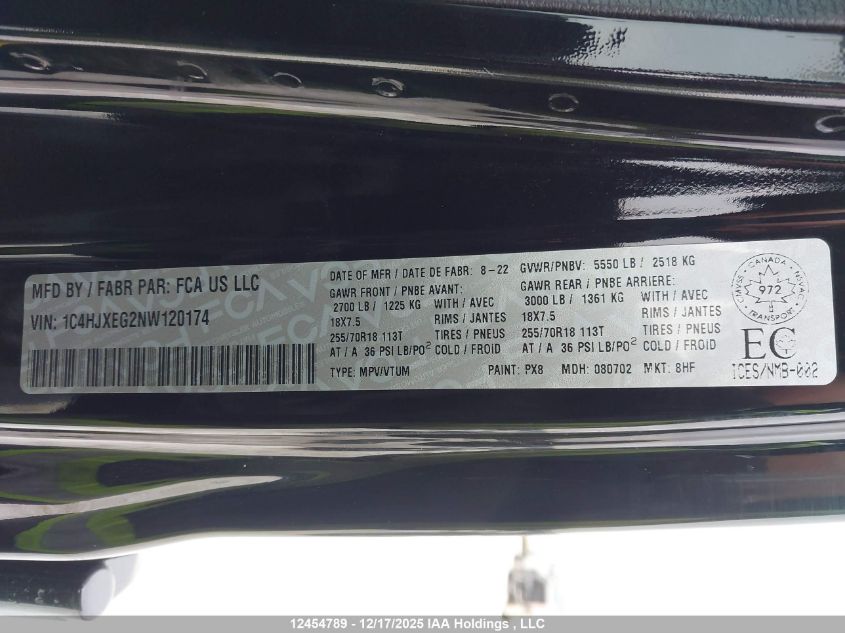 MFD BY / FABR PAR: FCA US LLC
VIN: 1C4HJXEG2NW120174
DATE OF MFR / DATE DE FABR: 8-22 GVWR/PNBV: 5550 LB / 2518 KG
GAWR FRONT / PNBE AVANT: GAWR REAR / PNBE ARRIERE:
2700 LB / 1225 KG WITH / AVEC 3000 LB / 1361 KG WITH / AVEC
18X7.5 RIMS / JANTES 18X7.5 RIMS / JANTES
255/70R18 113T TIRES / PNEUS 255/70R18 113T TIRES / PNEUS
AT / A 36 PSI LB/PO² COLD / FROID AT / A 36 PSI LB/PO² COLD / FROID
TYPE: MPV/VTUM PAINT: PX8 MDH: 080702 MKT: 8HF
CMVSS · CANADA · NSVAC
972
TRANSPORT
EC
ICES/NMB-002
12454789 - 12/17/2025 IAA Holdings , LLC